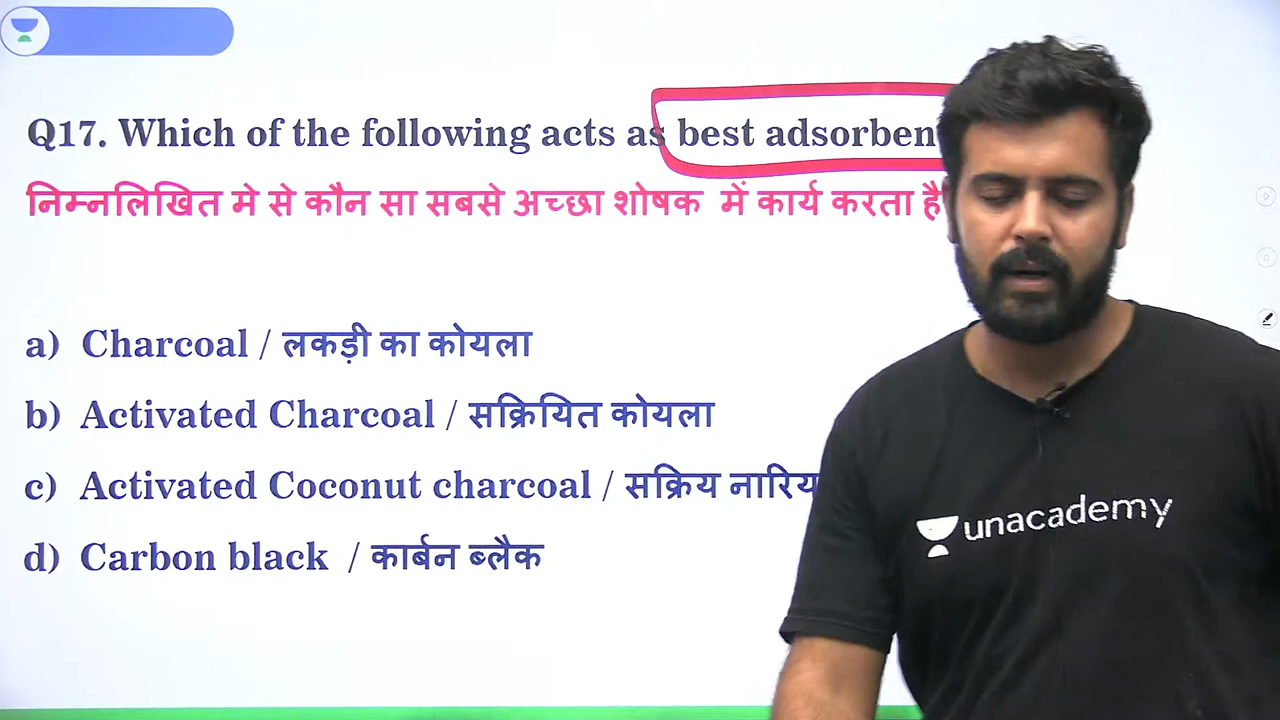 Q17. Which of the following acts as best adsorben
निम्नलिखित मे से कौन सा सबसे अच्छा शोषक में कार्य करता है
a) Charcoal / लकड़ी का कोयला
b) Activated Charcoal / सक्रियित कोयला
c) Activated Coconut charcoal / सक्रिय नारिय
d) Carbon black / कार्बन ब्लैक
unacademy